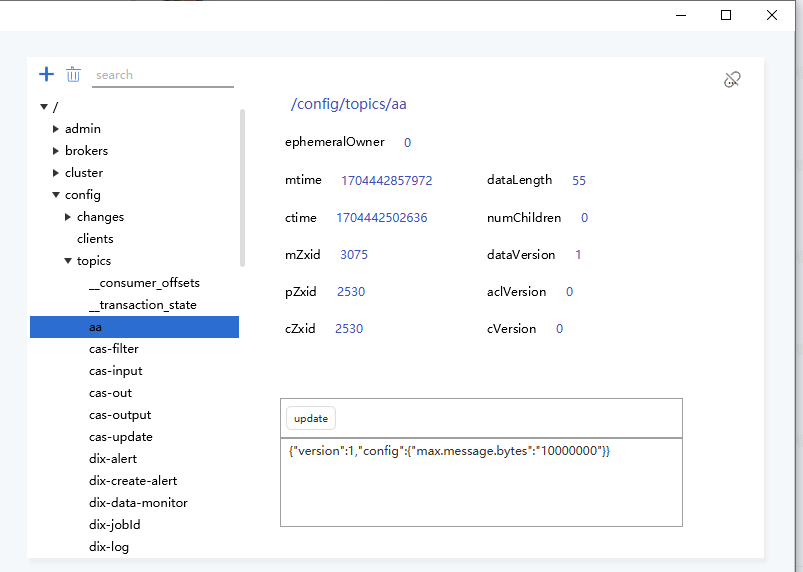 search
/
admin
brokers
cluster
config
changes
clients
topics
__consumer_offsets
__transaction_state
aa
cas-filter
cas-input
cas-out
cas-output
cas-update
dix-alert
dix-create-alert
dix-data-monitor
dix-jobId
dix-log
/config/topics/aa
ephemeralOwner 0
mtime 1704442857972 dataLength 55
ctime 1704442502636 numChildren 0
mZxid 3075 dataVersion 1
pZxid 2530 aclVersion 0
cZxid 2530 cVersion 0
update
{"version":1,"config":{"max.message.bytes":"10000000"}}